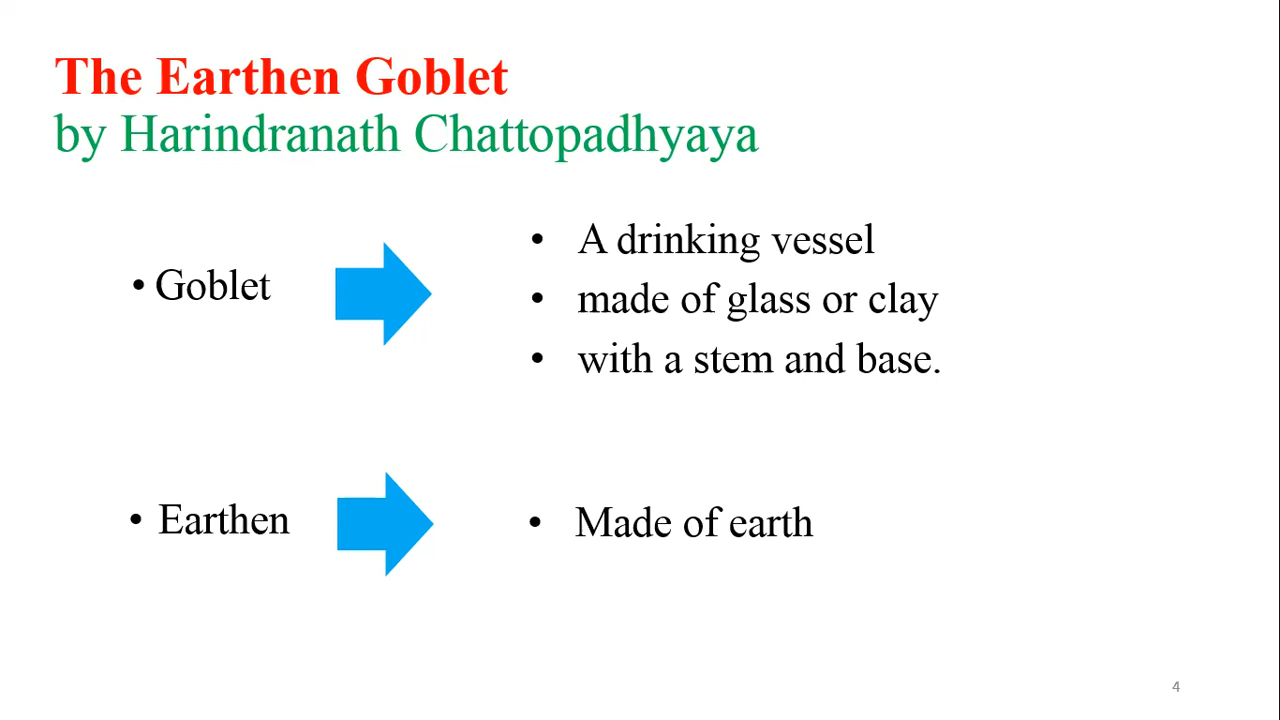 The Earthen Goblet
by Harindranath Chattopadhyaya
• Goblet
• A drinking vessel
• made of glass or clay
• with a stem and base.
• Earthen
• Made of earth
4